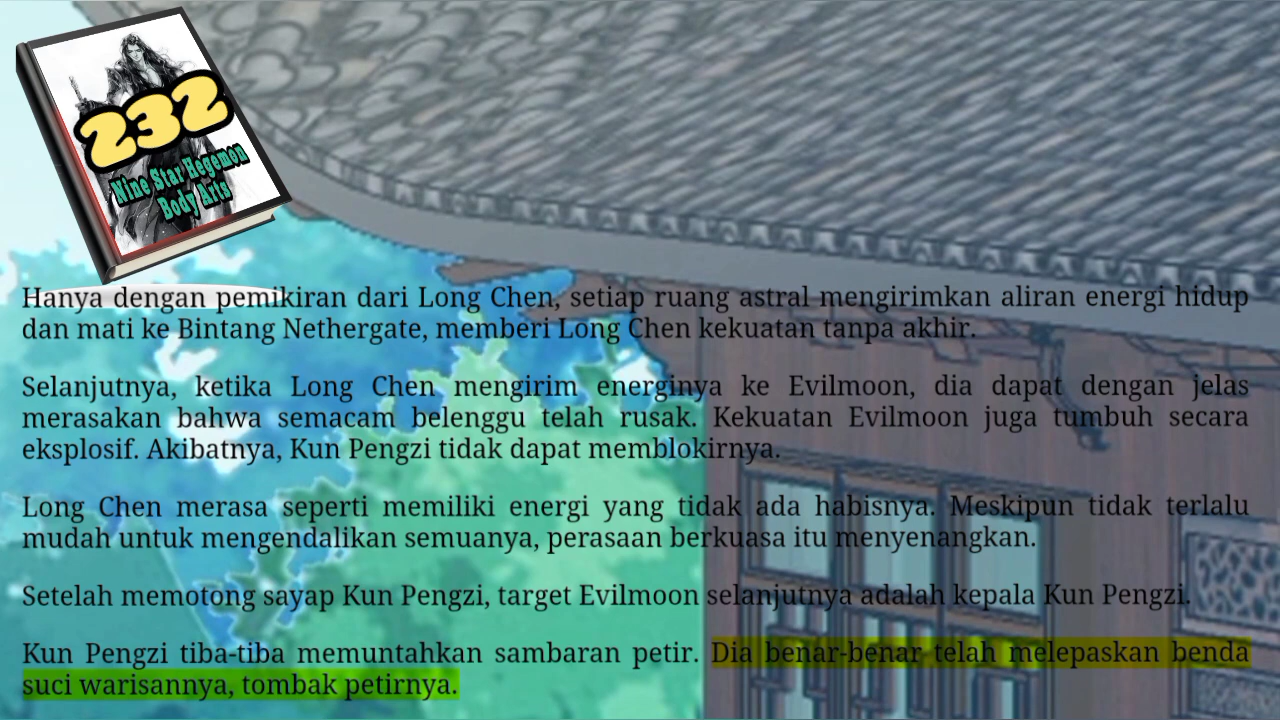 232
Nine Star Hegemon
Body Arts
Hanya dengan pemikiran dari Long Chen, setiap ruang astral mengirimkan aliran energi hidup
dan mati ke Bintang Nethergate, memberi Long Chen kekuatan tanpa akhir.
Selanjutnya, ketika Long Chen mengirim energinya ke Evilmoon, dia dapat dengan jelas
merasakan bahwa semacam belenggu telah rusak. Kekuatan Evilmoon juga tumbuh secara
eksplosif. Akibatnya, Kun Pengzi tidak dapat memblokirnya.
Long Chen merasa seperti memiliki energi yang tidak ada habisnya. Meskipun tidak terlalu
mudah untuk mengendalikan semuanya, perasaan berkuasa itu menyenangkan.
Setelah memotong sayap Kun Pengzi, target Evilmoon selanjutnya adalah kepala Kun Pengzi.
Kun Pengzi tiba-tiba memuntahkan sambaran petir. Dia benar-benar telah melepaskan benda
suci warisannya, tombak petirnya.